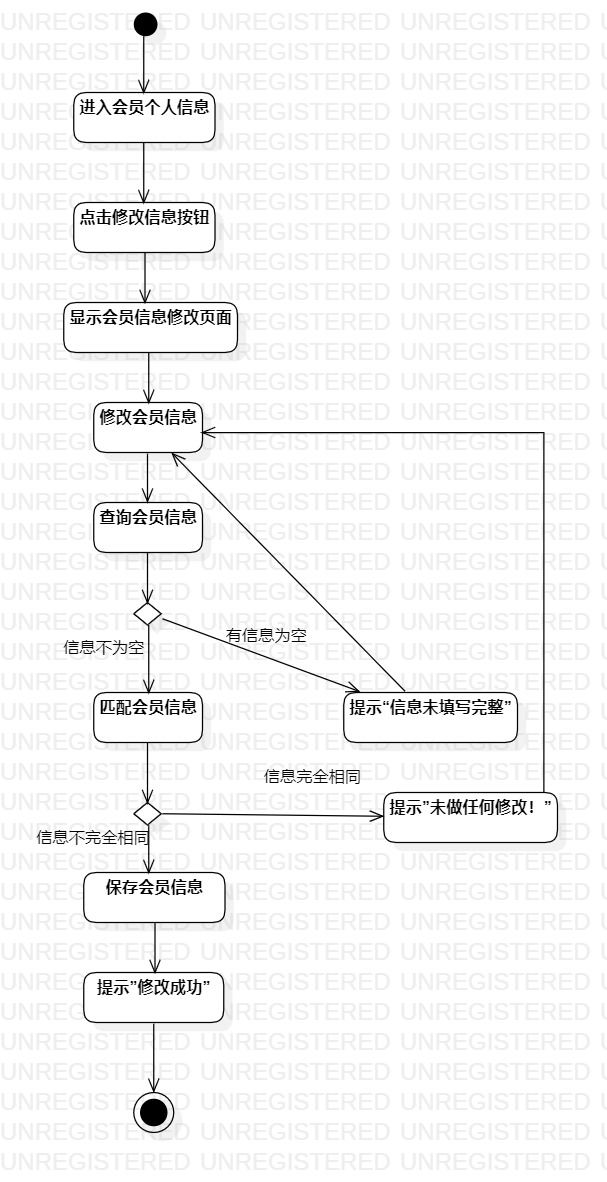 进入会员个人信息
点击修改信息按钮
显示会员信息修改页面
修改会员信息
查询会员信息
有信息为空
信息不为空
匹配会员信息
提示“信息未填写完整”
信息完全相同
提示”未做任何修改！”
信息不完全相同
保存会员信息
提示”修改成功”
UNREGISTERED